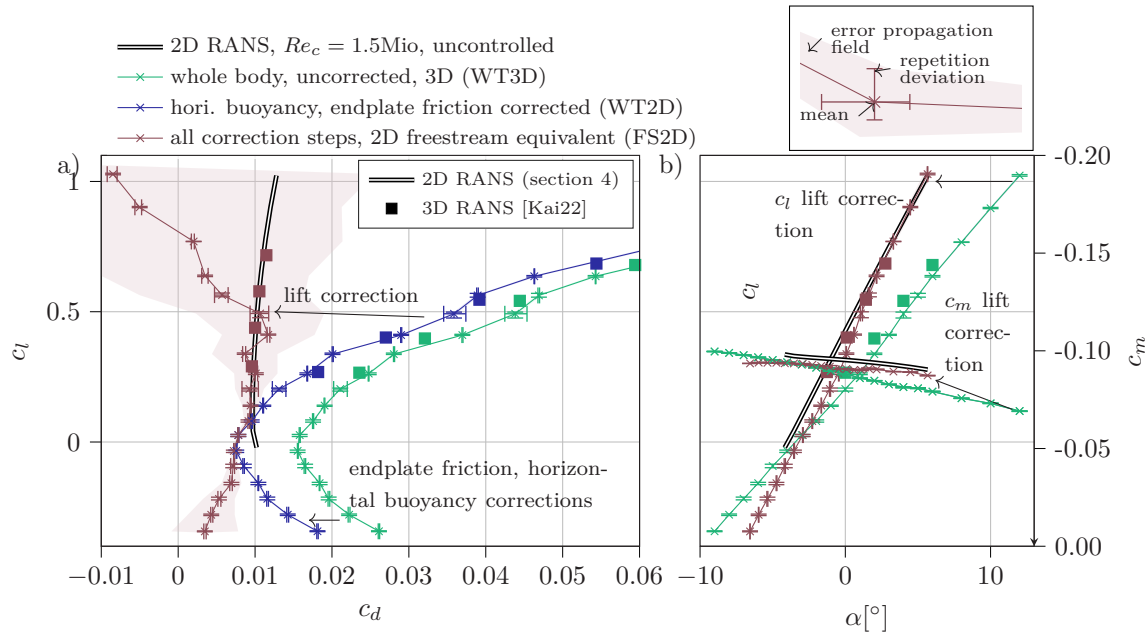 2D RANS, Re_c = 1.5Mio, uncontrolled
whole body, uncorrected, 3D (WT3D)
hori. buoyancy, endplate friction corrected (WT2D)
all correction steps, 2D freestream equivalent (FS2D)
error propagation
field
repetition
deviation
mean
a)
2D RANS (section 4)
3D RANS [Kai22]
lift correction
endplate friction, horizon-
tal buoyancy corrections
1
0.5
0
c_l
−0.01
0
0.01
0.02
0.03
0.04
0.05
0.06
c_d
b)
c_l lift correc-
tion
c_l
c_m lift
correc-
tion
-0.20
-0.15
-0.10
-0.05
0.00
c_m
−10
0
10
α[°]